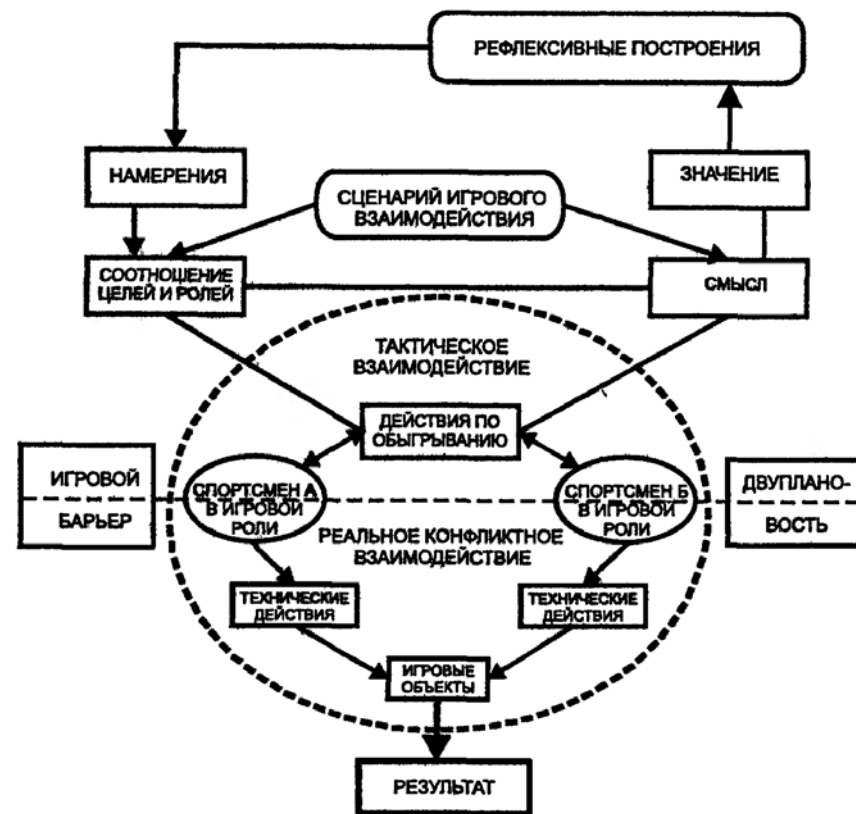 РЕФЛЕКСИВНЫЕ ПОСТРОЕНИЯ
НАМЕРЕНИЯ
ЗНАЧЕНИЕ
СЦЕНАРИЙ ИГРОВОГО
ВЗАИМОДЕЙСТВИЯ
СООТНОШЕНИЕ
ЦЕЛЕЙ И РОЛЕЙ
СМЫСЛ
ТАКТИЧЕСКОЕ
ВЗАИМОДЕЙСТВИЕ
ДЕЙСТВИЯ ПО
ОБЫГРЫВАНИЮ
ИГРОВОЙ
БАРЬЕР
СПОРТСМЕН А
В ИГРОВОЙ
РОЛИ
СПОРТСМЕН Б
В ИГРОВОЙ
РОЛИ
ДВУПЛАНО-
ВОСТЬ
РЕАЛЬНОЕ КОНФЛИКТНОЕ
ВЗАИМОДЕЙСТВИЕ
ТЕХНИЧЕСКИЕ
ДЕЙСТВИЯ
ТЕХНИЧЕСКИЕ
ДЕЙСТВИЯ
ИГРОВЫЕ
ОБЪЕКТЫ
РЕЗУЛЬТАТ